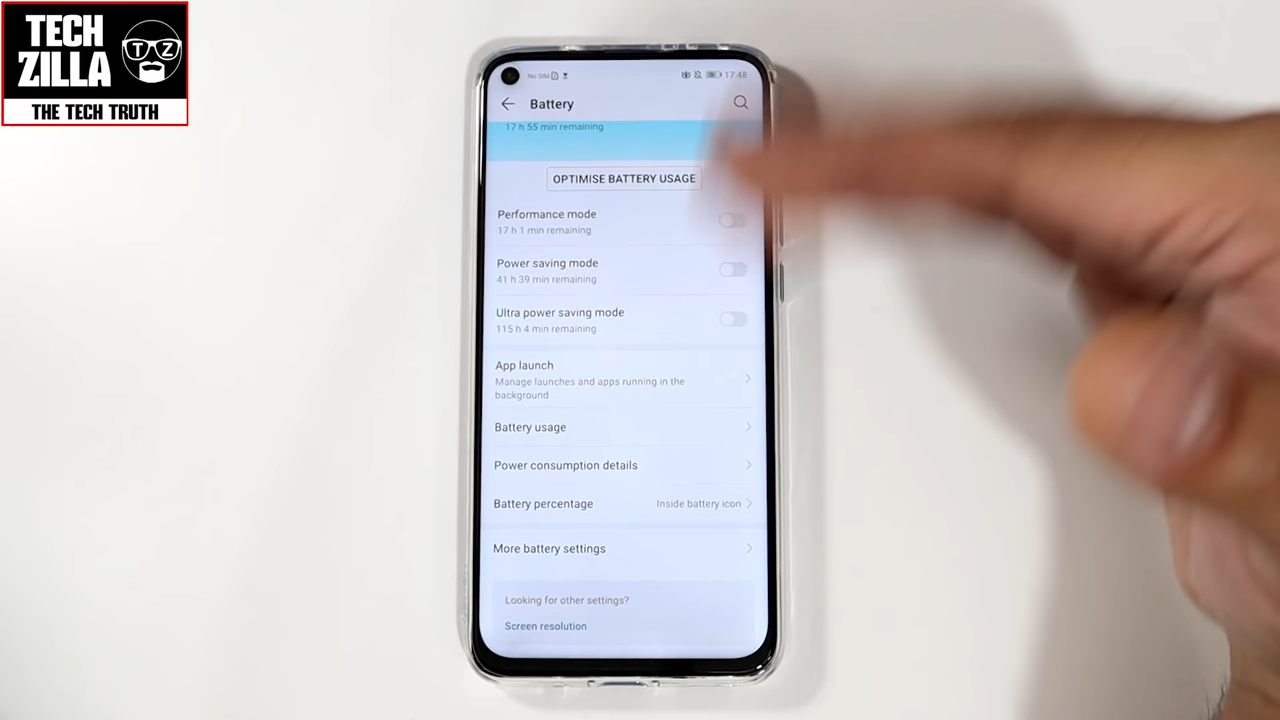 TECH
ZILLA
TZ
THE TECH TRUTH
No SIM
17:48
Battery
17 h 55 min remaining
OPTIMISE BATTERY USAGE
Performance mode
17 h 1 min remaining
Power saving mode
41 h 39 min remaining
Ultra power saving mode
115 h 4 min remaining
App launch
Manage launches and apps running in the
background
Battery usage
Power consumption details
Battery percentage
Inside battery icon
More battery settings
Looking for other settings?
Screen resolution